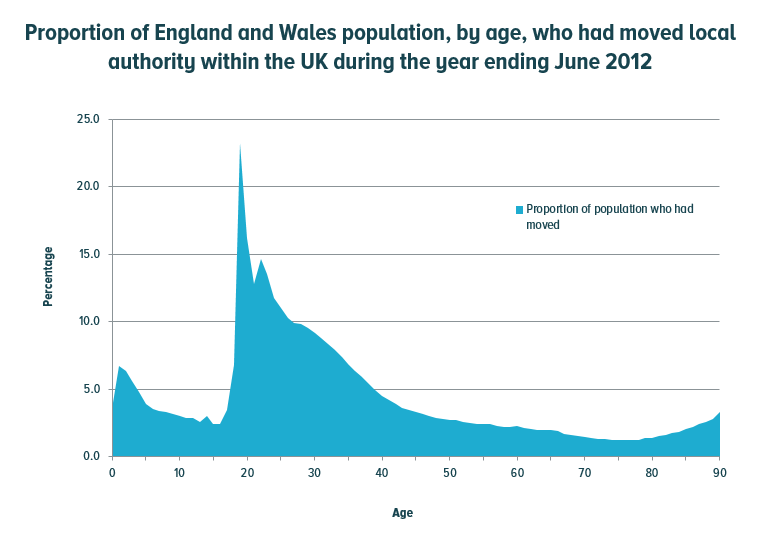 Proportion of England and Wales population, by age, who had moved local
authority within the UK during the year ending June 2012
25.0
20.0
Proportion of population who had
moved
15.0
Percentage
10.0
5.0
0.0
0 10 20 30 40 50 60 70 80 90
Age